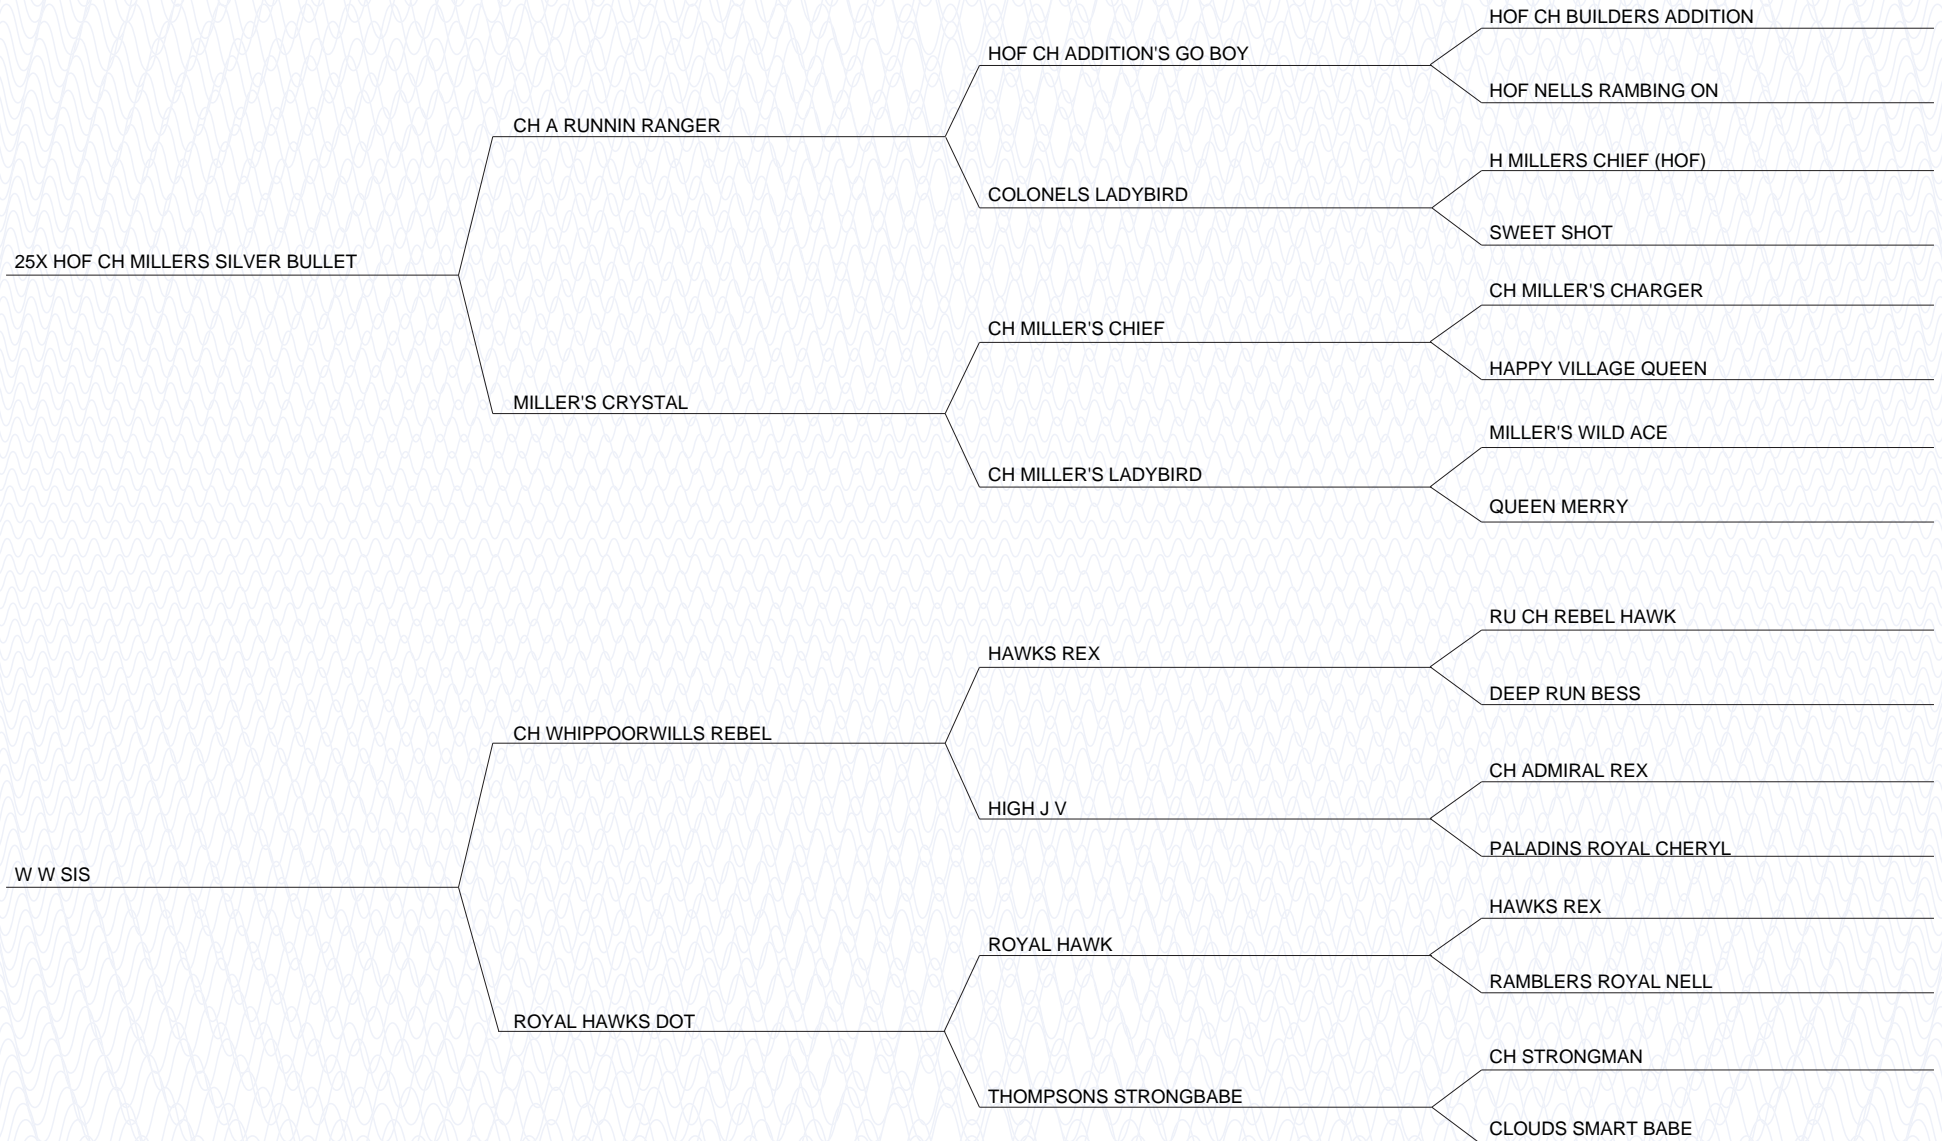 HOF CH BUILDERS ADDITION
HOF CH ADDITION'S GO BOY
HOF NELLS RAMBING ON
CH A RUNNIN RANGER
H MILLERS CHIEF (HOF)
COLONELS LADYBIRD
SWEET SHOT
25X HOF CH MILLERS SILVER BULLET
CH MILLER'S CHARGER
CH MILLER'S CHIEF
HAPPY VILLAGE QUEEN
MILLER'S CRYSTAL
MILLER'S WILD ACE
CH MILLER'S LADYBIRD
QUEEN MERRY
RU CH REBEL HAWK
HAWKS REX
DEEP RUN BESS
CH WHIPPOORWILLS REBEL
CH ADMIRAL REX
HIGH J V
PALADINS ROYAL CHERYL
W W SIS
HAWKS REX
ROYAL HAWK
RAMBLERS ROYAL NELL
ROYAL HAWKS DOT
CH STRONGMAN
THOMPSONS STRONGBABE
CLOUDS SMART BABE